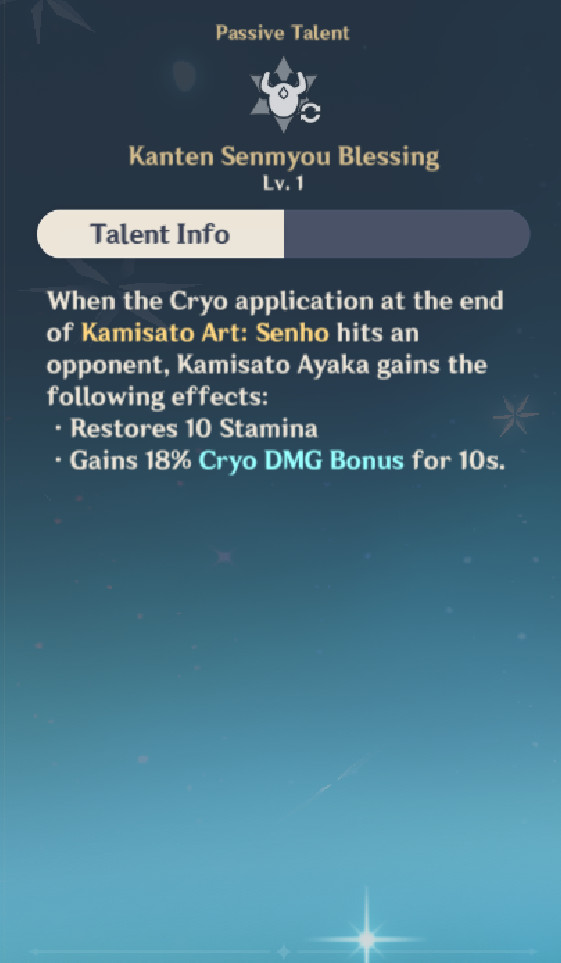 Passive Talent
Kanten Senmyou Blessing
Lv. 1
Talent Info
When the Cryo application at the end
of Kamisato Art: Senho hits an
opponent, Kamisato Ayaka gains the
following effects:
· Restores 10 Stamina
· Gains 18% Cryo DMG Bonus for 10s.